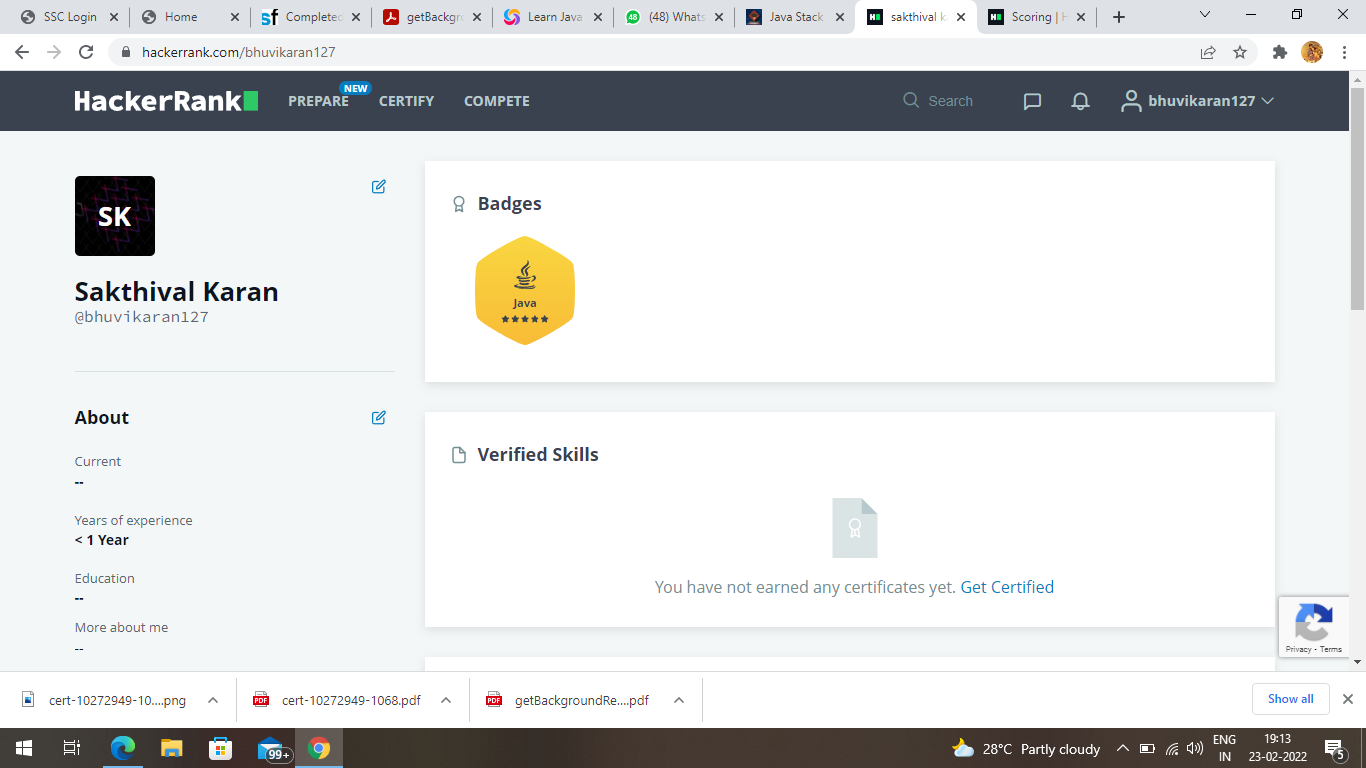 SSC Login
Home
Completed
getBackgro
Learn Java
48
(48) Whats
Java Stack
sakthival k
Scoring | H
hackerrank.com/bhuvikaran127
HackerRank
PREPARE
NEW
CERTIFY
COMPETE
Search
bhuvikaran127
SK
Sakthival Karan
@bhuvikaran127
About
Current
--
Years of experience
< 1 Year
Education
--
More about me
--
Badges
Java
Verified Skills
You have not earned any certificates yet. Get Certified
Privacy - Terms
cert-10272949-10....png
cert-10272949-1068.pdf
getBackgroundRe....pdf
Show all
99+
28°C Partly cloudy
ENG
IN
19:13
23-02-2022
5